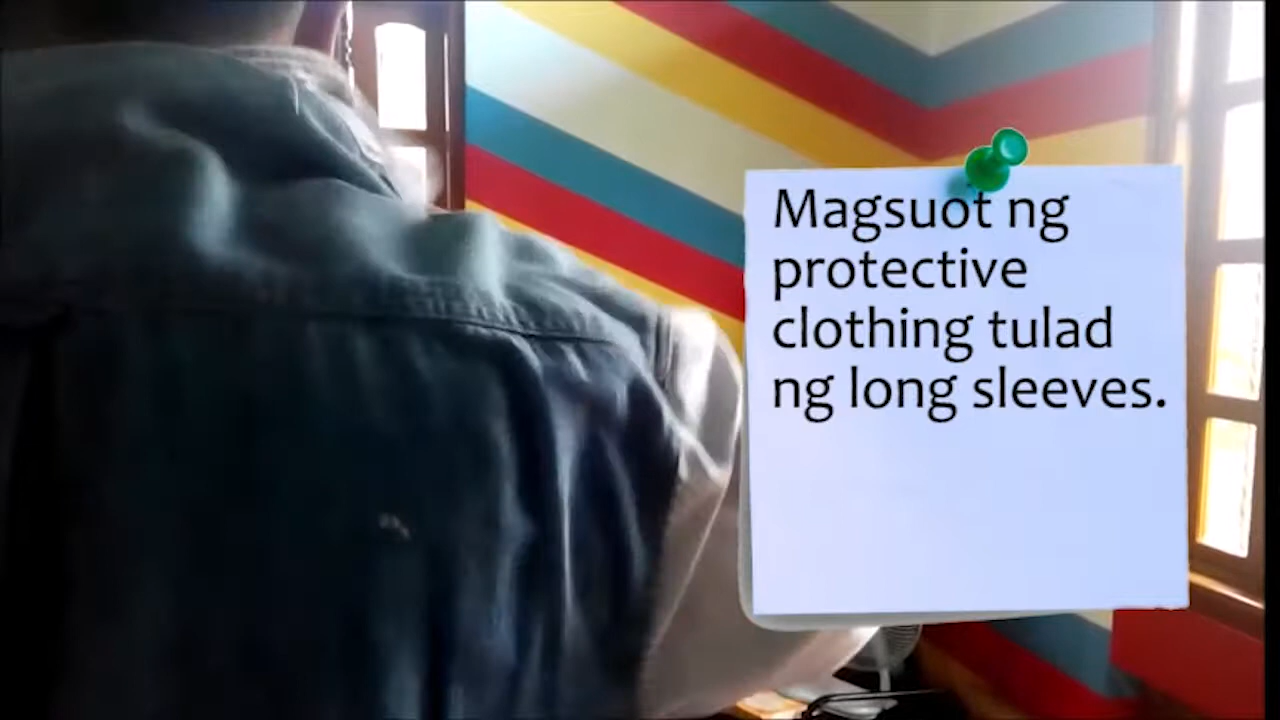 Magsuot ng
protective
clothing tulad
ng long sleeves.